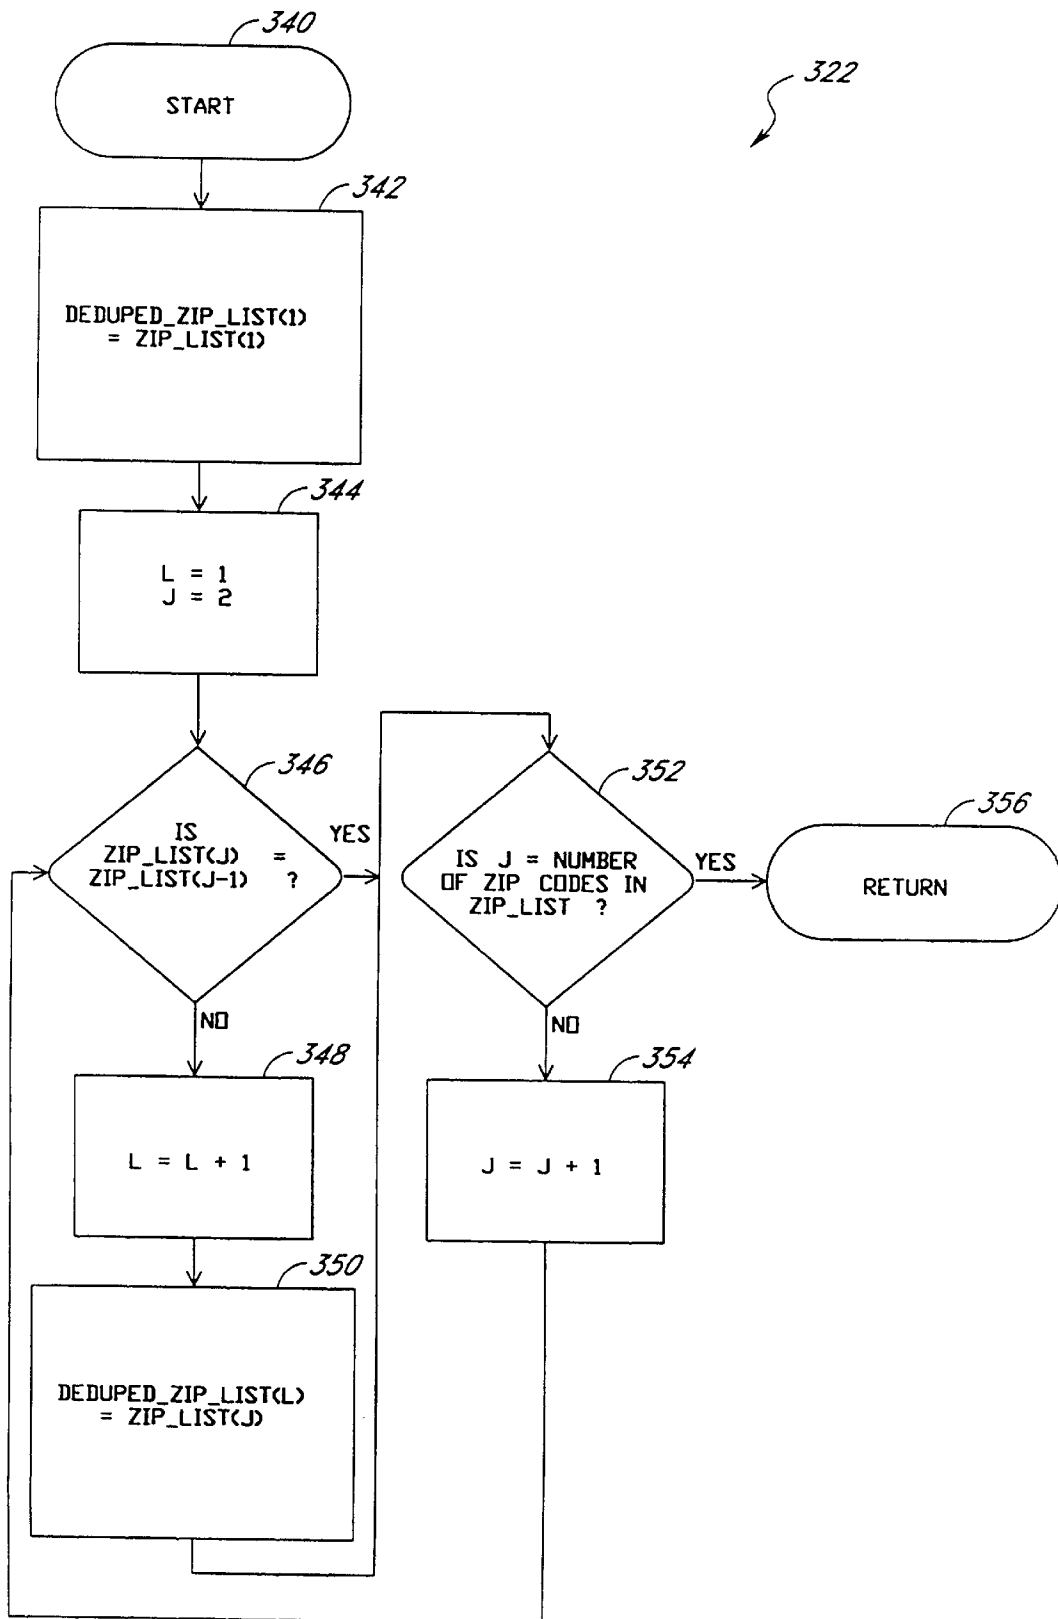 340
START
322
342
DEDUPED_ZIP_LIST(1)
= ZIP_LIST(1)
344
L = 1
J = 2
346
IS
ZIP_LIST(J) =
ZIP_LIST(J-1) ?
YES
NO
352
IS J = NUMBER
OF ZIP CODES IN
ZIP_LIST ?
YES
NO
356
RETURN
348
L = L + 1
354
J = J + 1
350
DEDUPED_ZIP_LIST(L)
= ZIP_LIST(J)